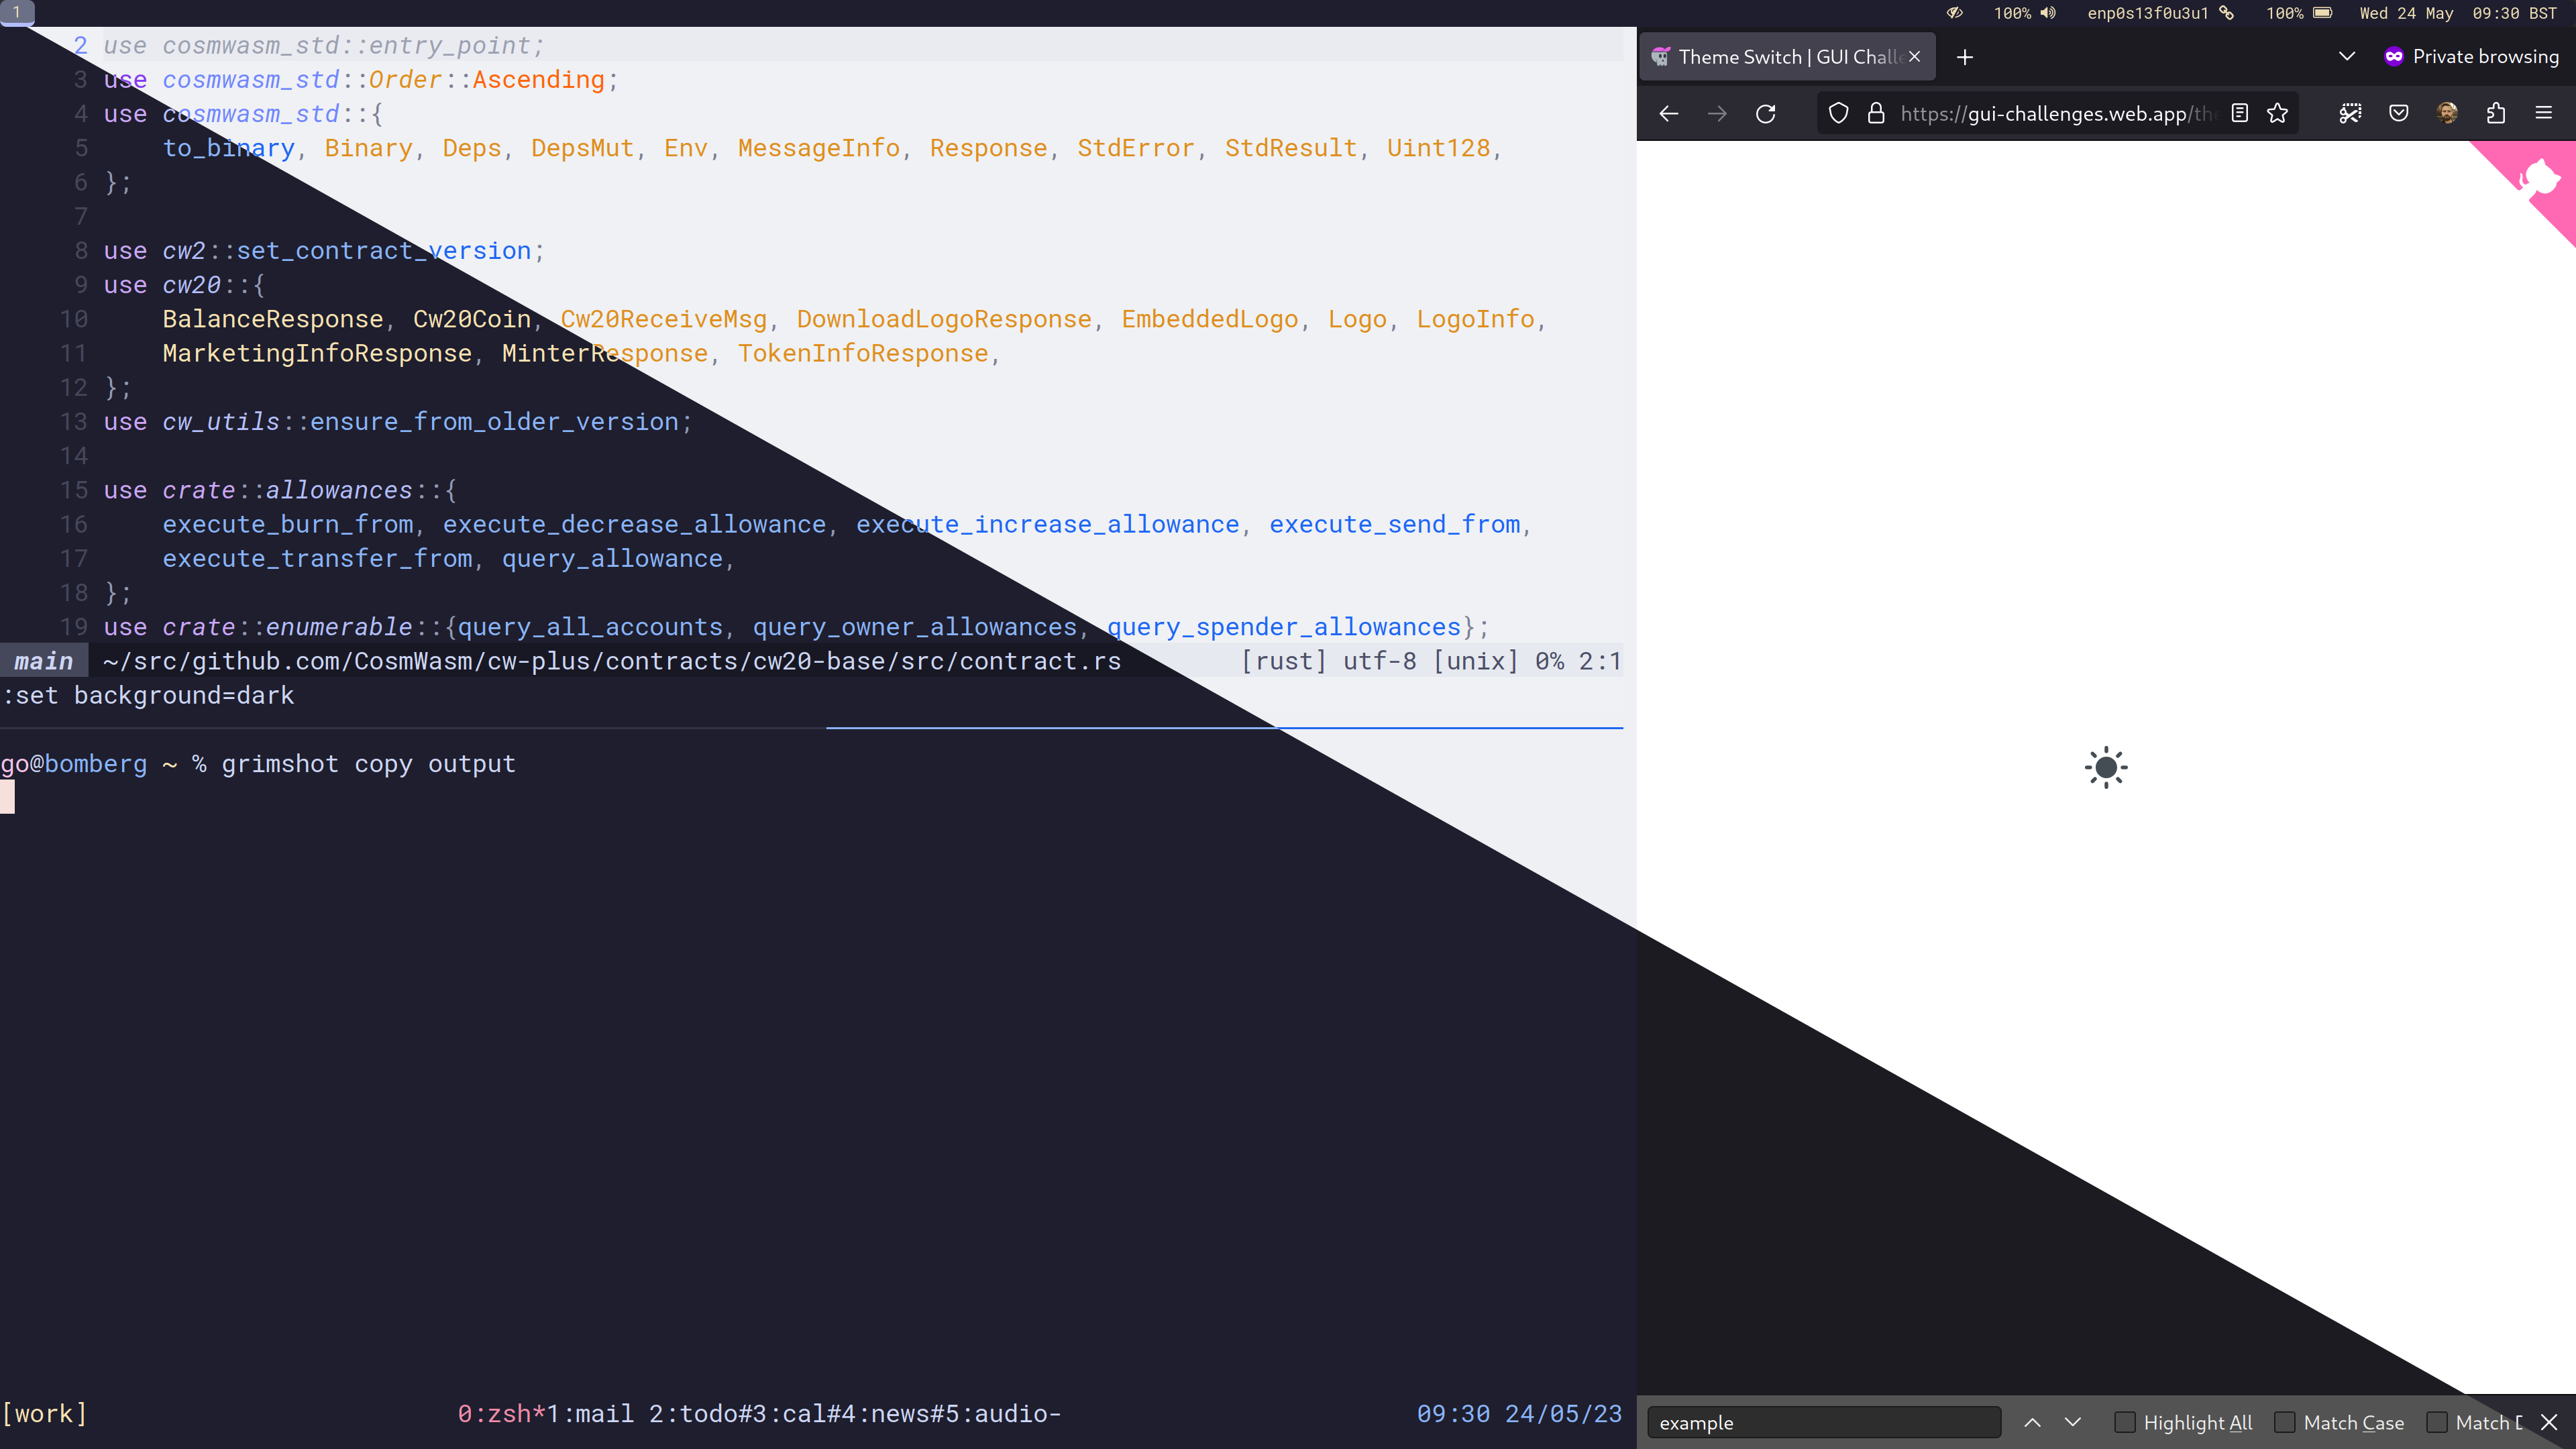 1
100%
enp0s13f0u3u1
100%
Wed 24 May 09:30 BST
2 use cosmwasm_std::entry_point;
3 use cosmwasm_std::Order::Ascending;
4 use cosmwasm_std::{
5 to_binary, Binary, Deps, DepsMut, Env, MessageInfo, Response, StdError, StdResult, Uint128,
6 };
7
8 use cw2::set_contract_version;
9 use cw20::{
10 BalanceResponse, Cw20Coin, Cw20ReceiveMsg, DownloadLogoResponse, EmbeddedLogo, Logo, LogoInfo,
11 MarketingInfoResponse, MinterResponse, TokenInfoResponse,
12 };
13 use cw_utils::ensure_from_older_version;
14
15 use crate::allowances::{
16 execute_burn_from, execute_decrease_allowance, execute_increase_allowance, execute_send_from,
17 execute_transfer_from, query_allowance,
18 };
19 use crate::enumerable::{query_all_accounts, query_owner_allowances, query_spender_allowances};
main ~/src/github.com/CosmWasm/cw-plus/contracts/cw20-base/src/contract.rs [rust] utf-8 [unix] 0% 2:1
:set background=dark
go@bomberg ~ % grimshot copy output
[work] 0:zsh*1:mail 2:todo#3:cal#4:news#5:audio- 09:30 24/05/23
Theme Switch | GUI Challe
Private browsing
https://gui-challenges.web.app/th
example
Highlight All
Match Case
Match D